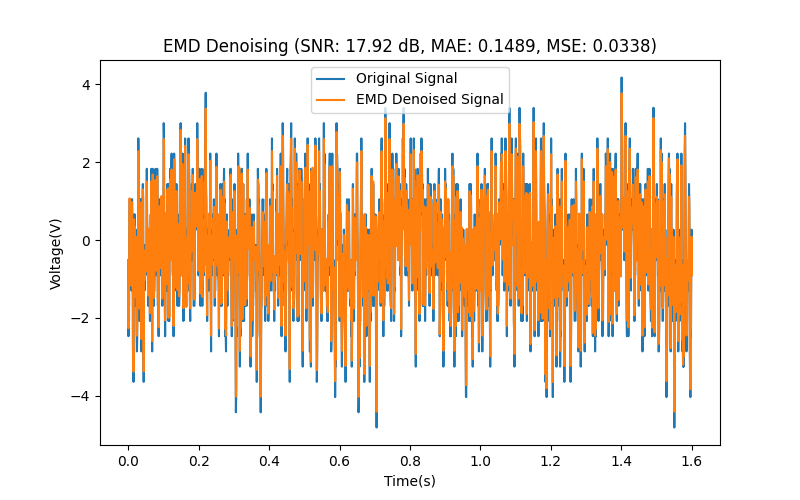 EMD Denoising (SNR: 17.92 dB, MAE: 0.1489, MSE: 0.0338)
Original Signal
EMD Denoised Signal
4
2
0
−2
−4
Voltage(V)
0.0 0.2 0.4 0.6 0.8 1.0 1.2 1.4 1.6
Time(s)